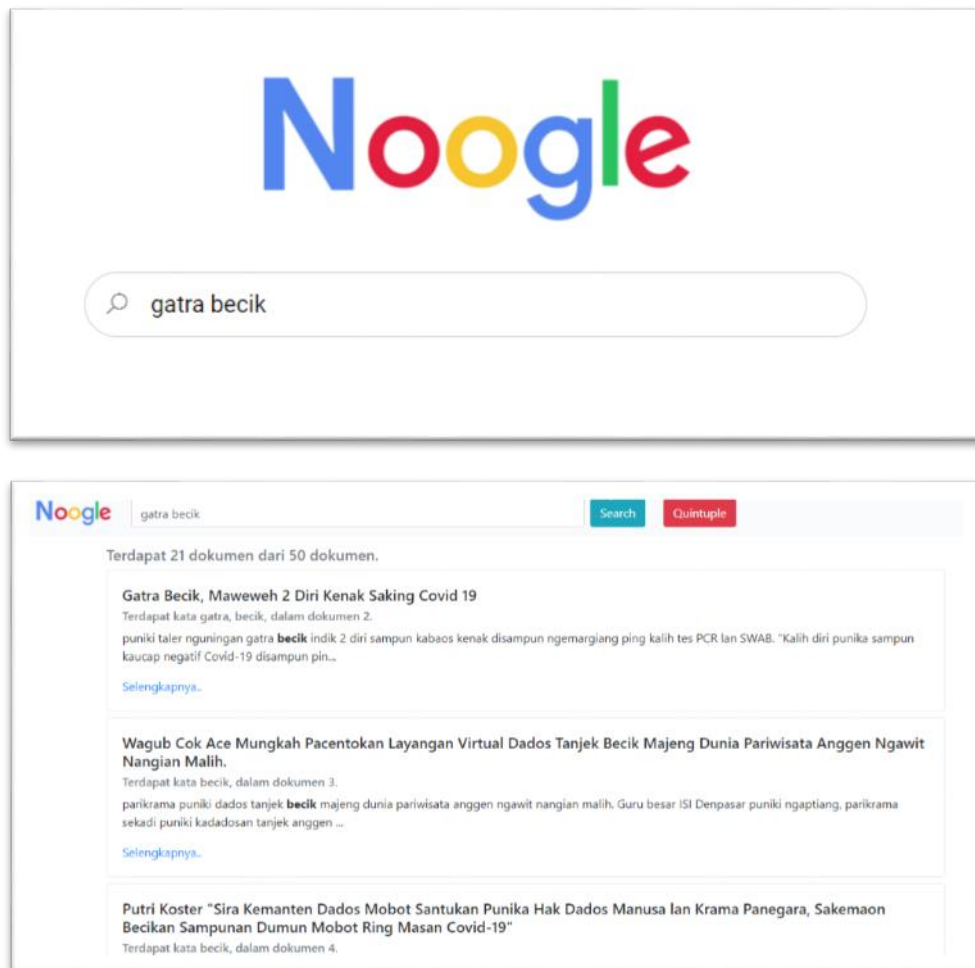 Noogle
gatra becik
Noogle
gatra becik
Search
Quintuple
Terdapat 21 dokumen dari 50 dokumen.
Gatra Becik, Maweweh 2 Diri Kenak Saking Covid 19
Terdapat kata gatra, becik, dalam dokumen 2.
puniki taler nguningan gatra becik indik 2 diri sampun kabaos kenak disampun ngemargiang ping kalih tes PCR lan SWAB. "Kalih diri punika sampun
kaucap negatif Covid-19 disampun pin...
Selengkapnya..
Wagub Cok Ace Mungkah Pacentokan Layangan Virtual Dados Tanjek Becik Majeng Dunia Pariwisata Anggen Ngawit
Nangian Malih.
Terdapat kata becik, dalam dokumen 3.
parikrama puniki dados tanjek becik majeng dunia pariwisata anggen ngawit nangian malih. Guru besar ISI Denpasar puniki ngaptiang, parikrama
sekadi puniki kadadosan tanjek anggen ...
Selengkapnya..
Putri Koster "Sira Kemanten Dados Mobot Santukan Punika Hak Dados Manusa lan Krama Panegara, Sakemaon
Becikan Sampunan Dumun Mobot Ring Masan Covid-19"
Terdapat kata becik, dalam dokumen 4.